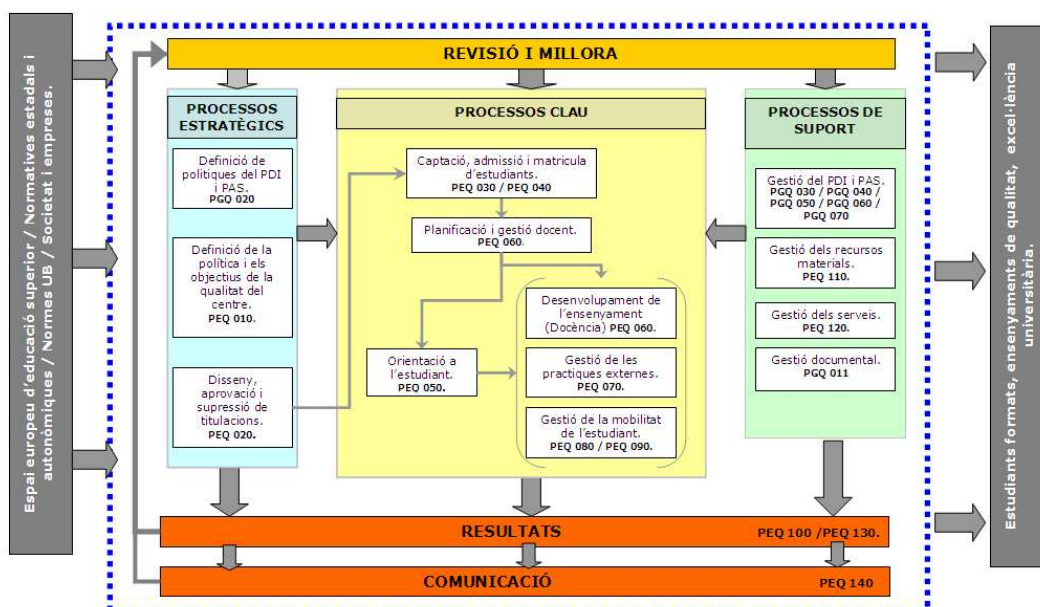 Espai europeu d'educació superior / Normatives estadals i
autonòmiques / Normes UB / Societat i empreses.
REVISIÓ I MILLORA
PROCESSOS
ESTRATÈGICS
Definició de
politiques del PDI
i PAS.
PGQ 020
Definició de la
política i els
objectius de la
qualitat del
centre.
PEQ 010.
Disseny,
aprovació i
supressió de
titulacions.
PEQ 020.
PROCESSOS CLAU
Captació, admissió i matricula
d'estudiants.
PEQ 030 / PEQ 040
Planificació i gestió docent.
PEQ 060.
Orientació a
l'estudiant.
PEQ 050.
Desenvolupament de
l'ensenyament
(Docència) PEQ 060.
Gestió de les
practiques externes.
PEQ 070.
Gestió de la mobilitat
de l'estudiant.
PEQ 080 / PEQ 090.
PROCESSOS DE
SUPORT
Gestió del PDI i PAS.
PGQ 030 / PGQ 040 /
PGQ 050 / PGQ 060 /
PGQ 070
Gestió dels recursos
materials.
PEQ 110.
Gestió dels serveis.
PEQ 120.
Gestió documental.
PGQ 011
RESULTATS
PEQ 100 /PEQ 130.
COMUNICACIÓ
PEQ 140
Estudiants formats, ensenyaments de qualitat, excel·lència
universitària.